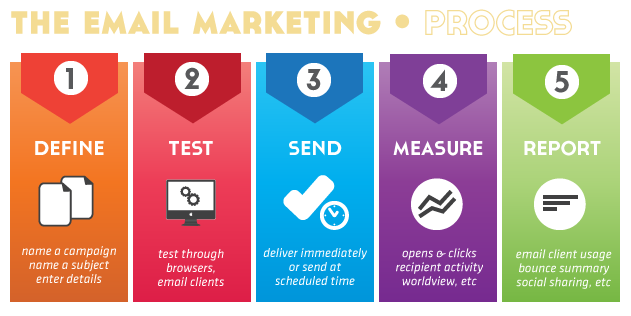 THE EMAIL MARKETING • PROCESS
1
DEFINE
name a campaign
name a subject
enter details
2
TEST
test through
browsers,
email clients
3
SEND
deliver immediately
or send at
scheduled time
4
MEASURE
opens & clicks
recipient activity
worldview, etc
5
REPORT
email client usage
bounce summary
social sharing, etc